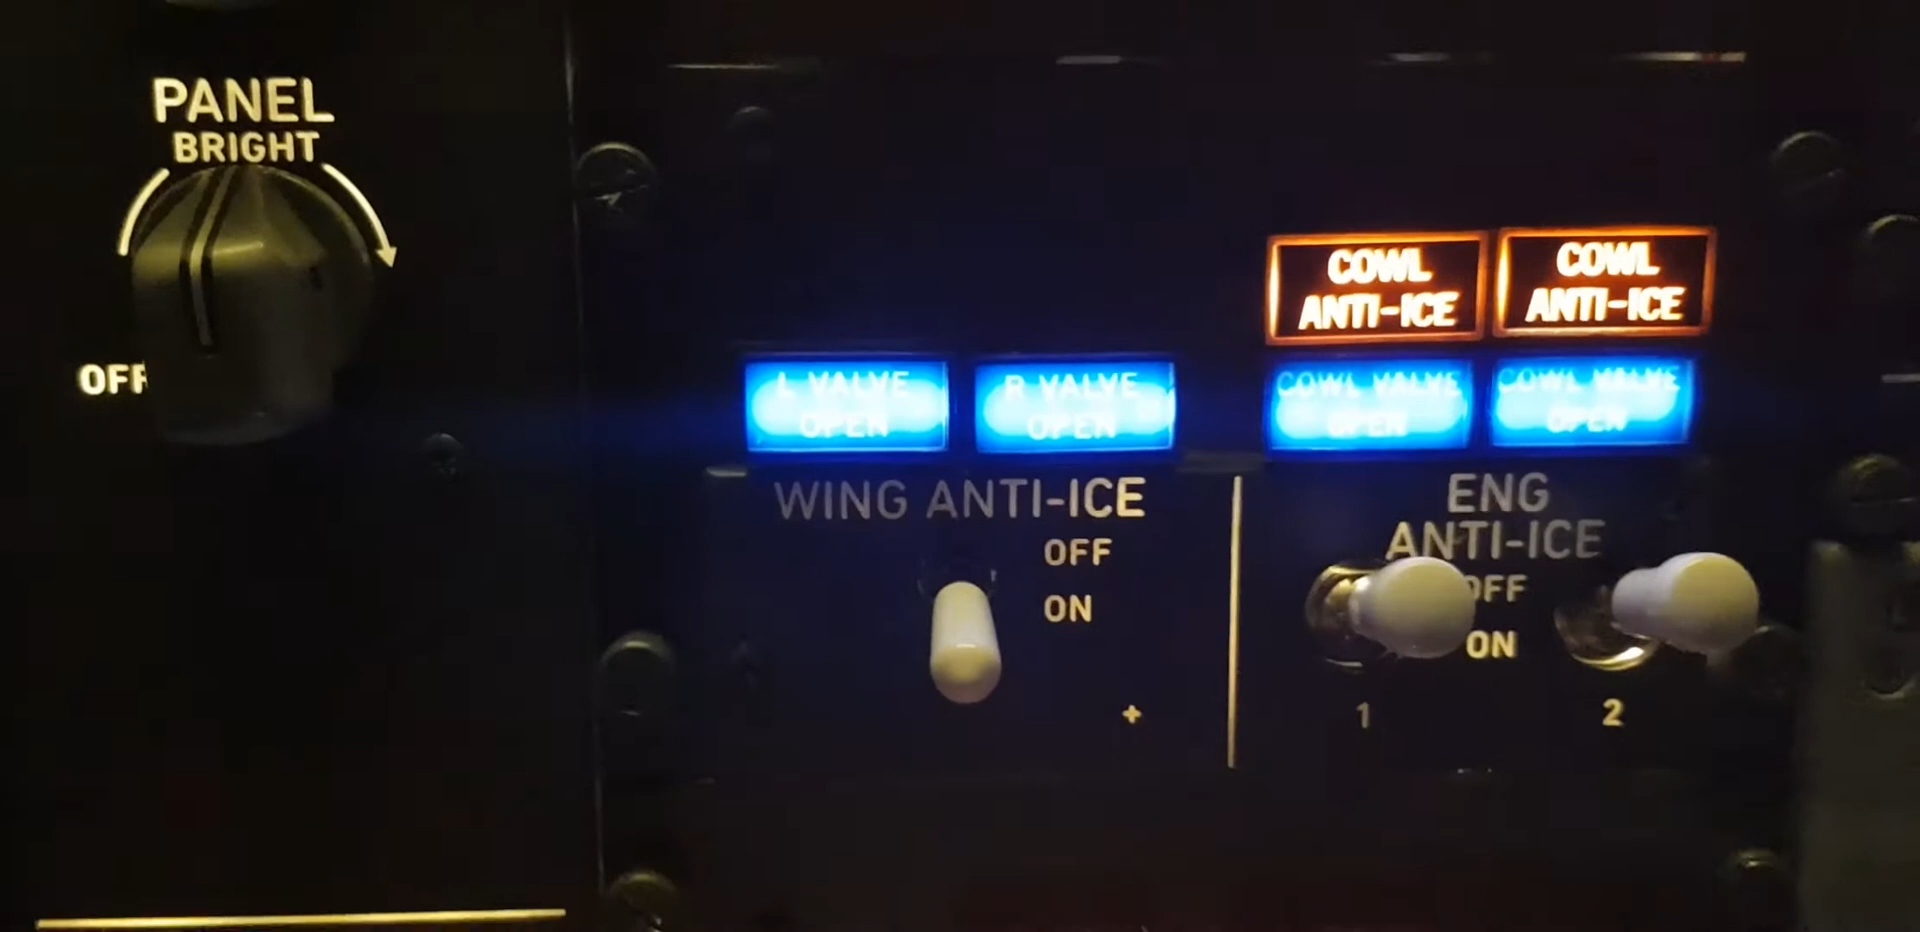 PANEL
BRIGHT
OFF
COWL
ANTI-ICE
COWL
ANTI-ICE
L VALVE
OPEN
R VALVE
OPEN
COWL VALVE
OPEN
COWL VALVE
OPEN
WING ANTI-ICE
OFF
ON
+
ENG
ANTI-ICE
OFF
ON
1
2